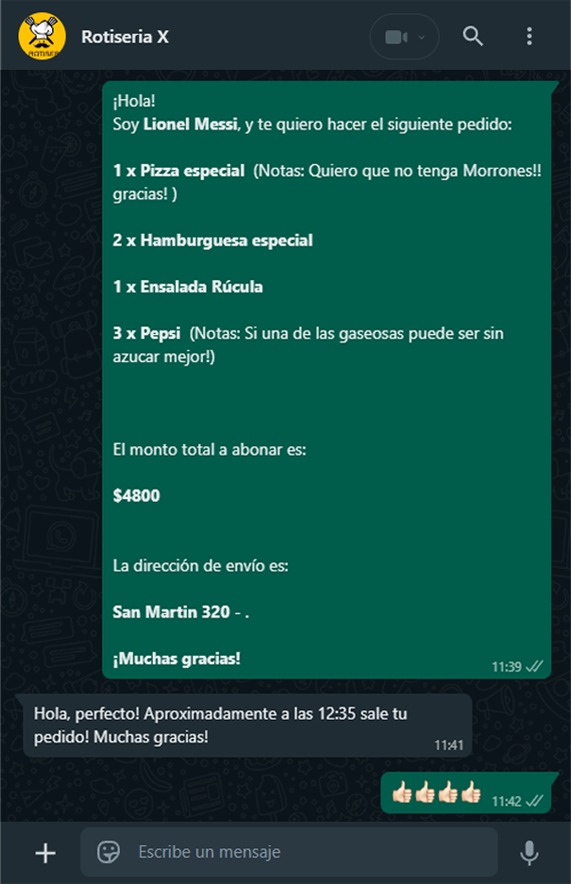 ROTISER
Rotiseria X
¡Hola!
Soy Lionel Messi, y te quiero hacer el siguiente pedido:
1 x Pizza especial (Notas: Quiero que no tenga Morrones!!
gracias! )
2 x Hamburguesa especial
1 x Ensalada Rúcula
3 x Pepsi (Notas: Si una de las gaseosas puede ser sin
azucar mejor!)
El monto total a abonar es:
$4800
La dirección de envío es:
San Martin 320 - .
¡Muchas gracias!
11:39
Hola, perfecto! Aproximadamente a las 12:35 sale tu
pedido! Muchas gracias!
11:41
👍🏻👍🏻👍🏻👍🏻 11:42
Escribe un mensaje